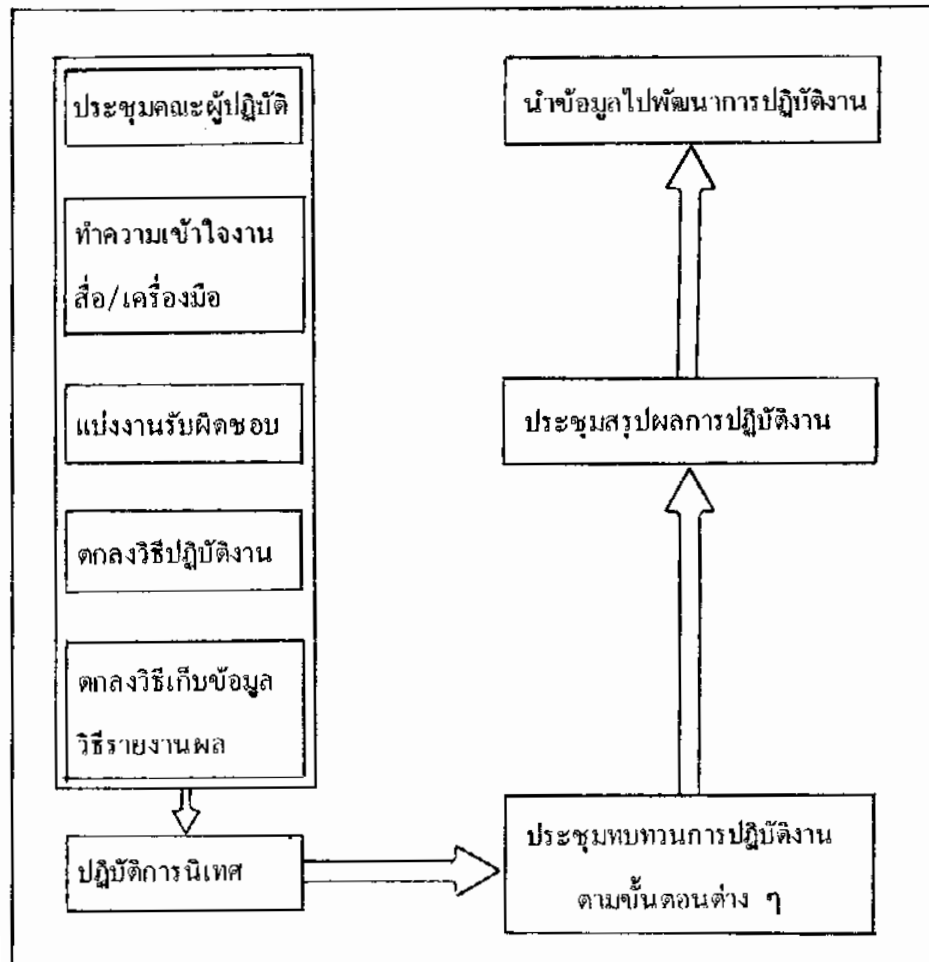 ประชุมคณะผู้ปฏิบัติ
ทำความเข้าใจงาน
สื่อ/เครื่องมือ
แบ่งงานรับผิดชอบ
ตกลงวิธีปฏิบัติงาน
ตกลงวิธีเก็บข้อมูล
วิธีรายงานผล
ปฏิบัติการนิเทศ
ประชุมทบทวนการปฏิบัติงาน
ตามขั้นตอนต่าง ๆ
ประชุมสรุปผลการปฏิบัติงาน
นำข้อมูลไปพัฒนาการปฏิบัติงาน